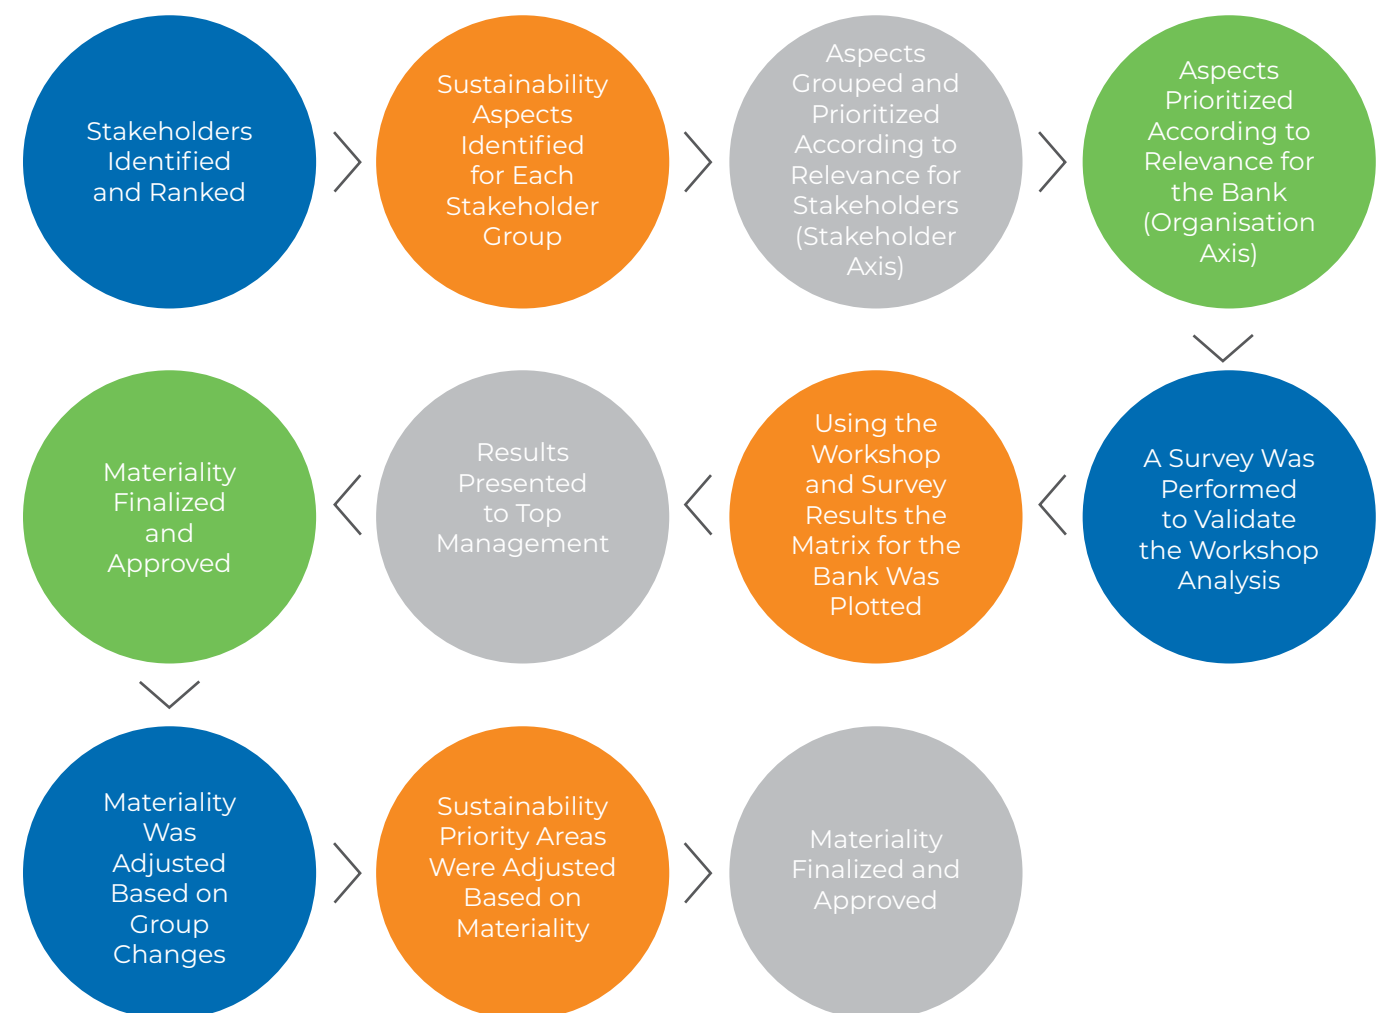 Stakeholders
Identified
and Ranked
Sustainability
Aspects
Identified
for Each
Stakeholder
Group
Aspects
Grouped and
Prioritized
According to
Relevance for
Stakeholders
(Stakeholder
Axis)
Aspects
Prioritized
According to
Relevance for
the Bank
(Organisation
Axis)
A Survey Was
Performed
to Validate
the Workshop
Analysis
Using the
Workshop
and Survey
Results the
Matrix for the
Bank Was
Plotted
Results
Presented
to Top
Management
Materiality
Finalized
and
Approved
Materiality
Was
Adjusted
Based on
Group
Changes
Sustainability
Priority Areas
Were Adjusted
Based on
Materiality
Materiality
Finalized and
Approved